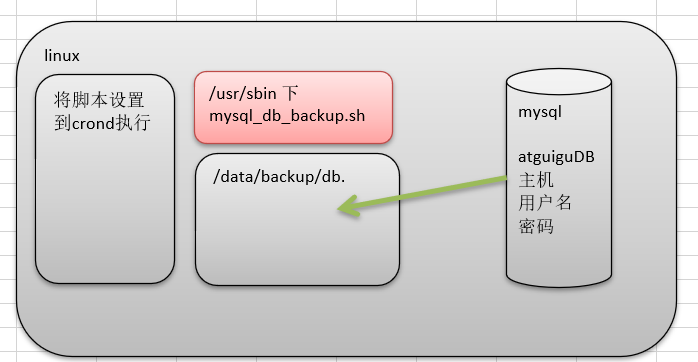 linux
将脚本设置
到crond执行
/usr/sbin 下
mysql_db_backup.sh
/data/backup/db.
mysql
atguiguDB
主机
用户名
密码